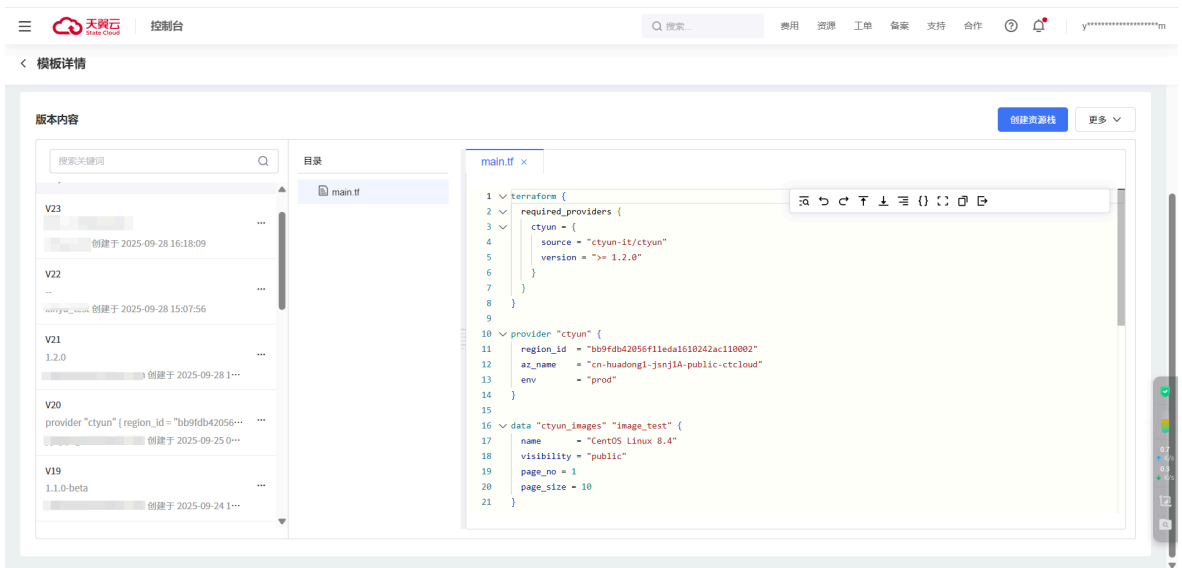 天翼云 State Cloud 控制台 搜索... 费用 资源 工单 备案 支持 合作 y********************m
模板详情
版本内容 创建资源栈 更多
搜索关键词
V23
创建于 2025-09-28 16:18:09
V22
--
创建于 2025-09-28 15:07:56
V21
1.2.0
创建于 2025-09-28 1···
V20
provider "ctyun" { region_id = "bb9fdb42056···
创建于 2025-09-25 0···
V19
1.1.0-beta
创建于 2025-09-24 1···
目录
main.tf
main.tf ×
1 terraform {
2 required_providers {
3 ctyun = {
4 source = "ctyun-it/ctyun"
5 version = ">= 1.2.0"
6 }
7 }
8 }
9
10 provider "ctyun" {
11 region_id = "bb9fdb42056f11eda1610242ac110002"
12 az_name = "cn-huadong1-jsnj1A-public-ctcloud"
13 env = "prod"
14 }
15
16 data "ctyun_images" "image_test" {
17 name = "CentOS Linux 8.4"
18 visibility = "public"
19 page_no = 1
20 page_size = 10
21 }
0.7
K/s
0.9
K/s